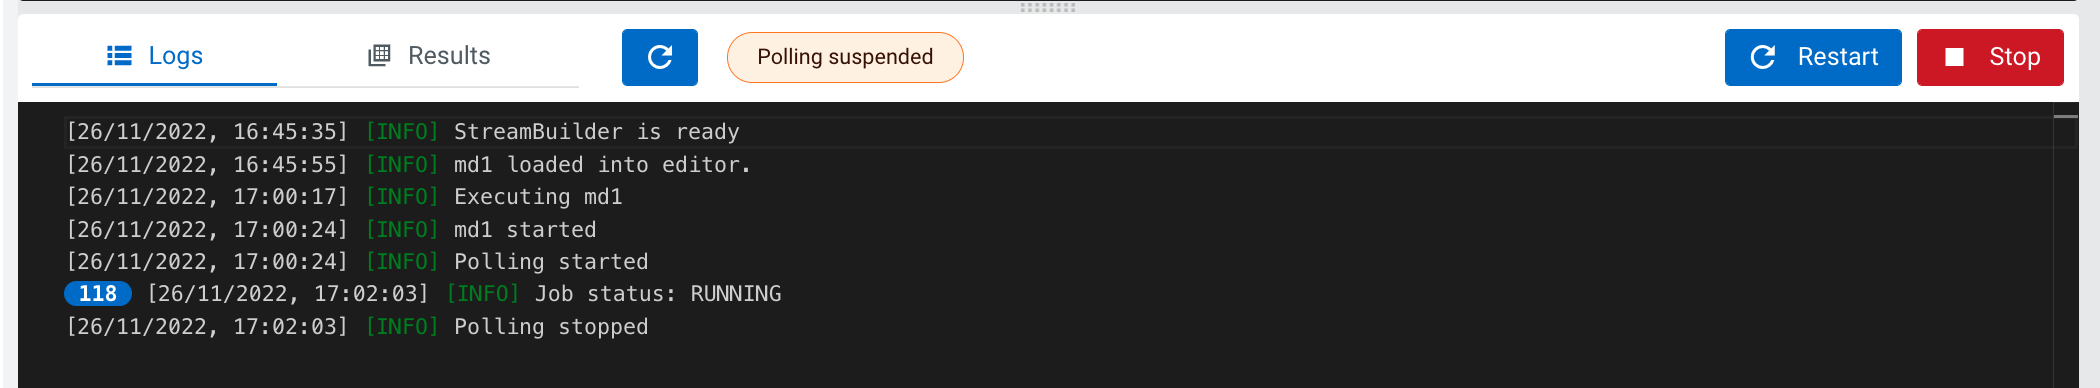 Logs Results Polling suspended Restart Stop
[26/11/2022, 16:45:35] [INFO] StreamBuilder is ready
[26/11/2022, 16:45:55] [INFO] md1 loaded into editor.
[26/11/2022, 17:00:17] [INFO] Executing md1
[26/11/2022, 17:00:24] [INFO] md1 started
[26/11/2022, 17:00:24] [INFO] Polling started
118 [26/11/2022, 17:02:03] [INFO] Job status: RUNNING
[26/11/2022, 17:02:03] [INFO] Polling stopped